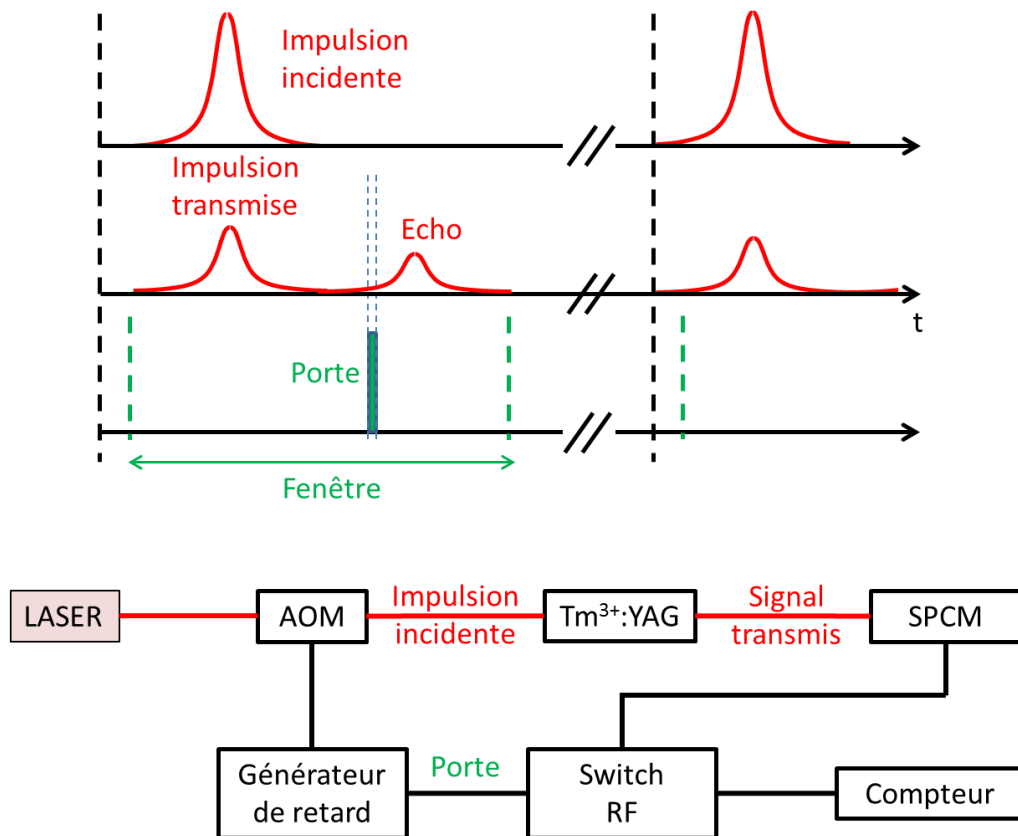 Impulsion
incidente
Impulsion
transmise
Echo
t
Porte
Fenêtre
LASER
AOM
Impulsion
incidente
Tm³⁺:YAG
Signal
transmis
SPCM
Générateur
de retard
Porte
Switch
RF
Compteur